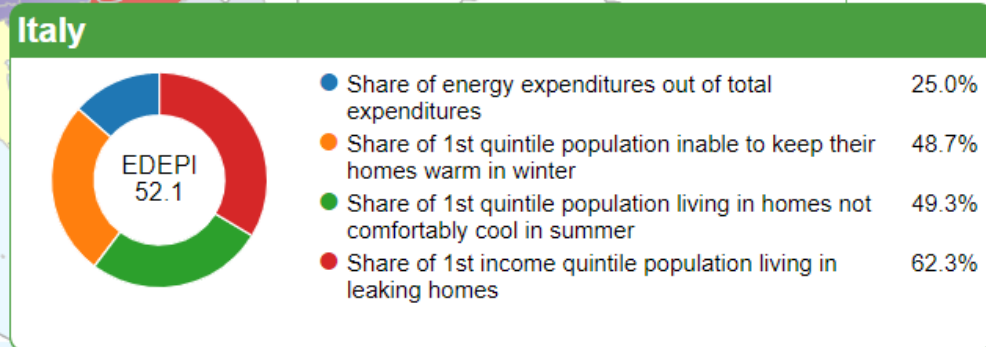 Italy
EDEPI
52.1
Share of energy expenditures out of total 25.0%
expenditures
Share of 1st quintile population inable to keep their 48.7%
homes warm in winter
Share of 1st quintile population living in homes not 49.3%
comfortably cool in summer
Share of 1st income quintile population living in 62.3%
leaking homes